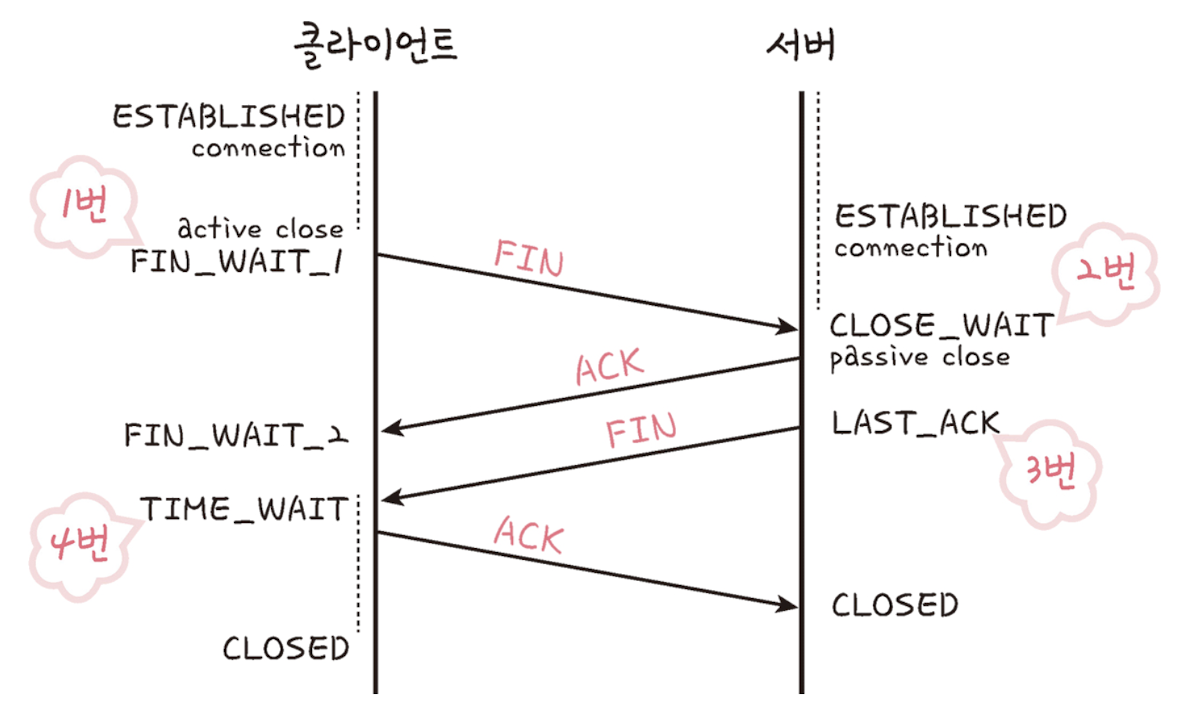 클라이언트
서버
ESTABLISHED
connection
1번
active close
FIN_WAIT_1
FIN
ESTABLISHED
connection
2번
CLOSE_WAIT
passive close
ACK
FIN_WAIT_2
FIN
LAST_ACK
3번
TIME_WAIT
4번
ACK
CLOSED
CLOSED